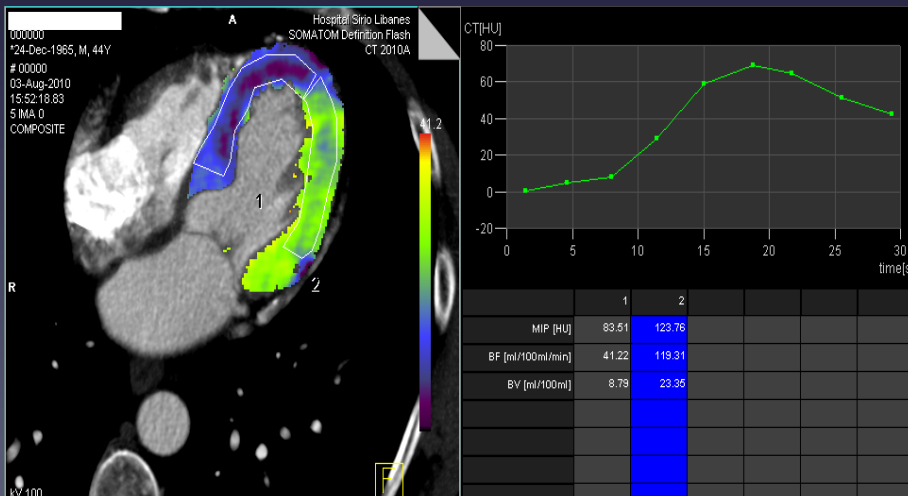 A
Hospital Sirio Libanes
000000
SOMATOM Definition Flash
*24-Dec-1965, M, 44Y
CT 2010A
# 00000
03-Aug-2010
15:52:18.83
5 IMA 0
COMPOSITE
41.2
1
2
R
F
kV 100
CT[HU]
80
60
40
20
0
-20
0 5 10 15 20 25 30
time[s
1 2
MIP [HU] 83.51 123.76
BF [ml/100ml/min] 41.22 119.31
BV [ml/100ml] 8.79 23.35